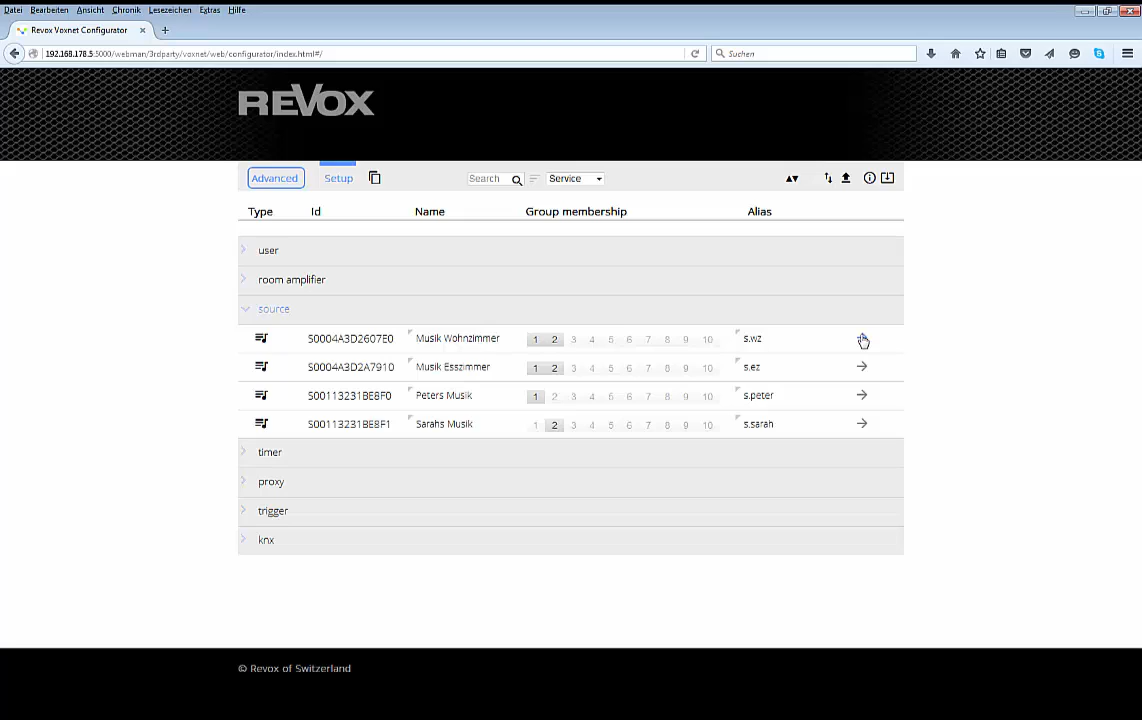 Datei Bearbeiten Ansicht Chronik Lesezeichen Extras Hilfe
Revox Voxnet Configurator
192.168.178.5:5000/webman/3rdparty/voxnet/web/configurator/index.html#/ Suchen
REVOX
Advanced Setup Search Service
Type Id Name Group membership Alias
user
room amplifier
source
S0004A3D2607E0 Musik Wohnzimmer 1 2 3 4 5 6 7 8 9 10 s.wz
S0004A3D2A7910 Musik Esszimmer 1 2 3 4 5 6 7 8 9 10 s.ez
S00113231BE8F0 Peters Musik 1 2 3 4 5 6 7 8 9 10 s.peter
S00113231BE8F1 Sarahs Musik 1 2 3 4 5 6 7 8 9 10 s.sarah
timer
proxy
trigger
knx
© Revox of Switzerland